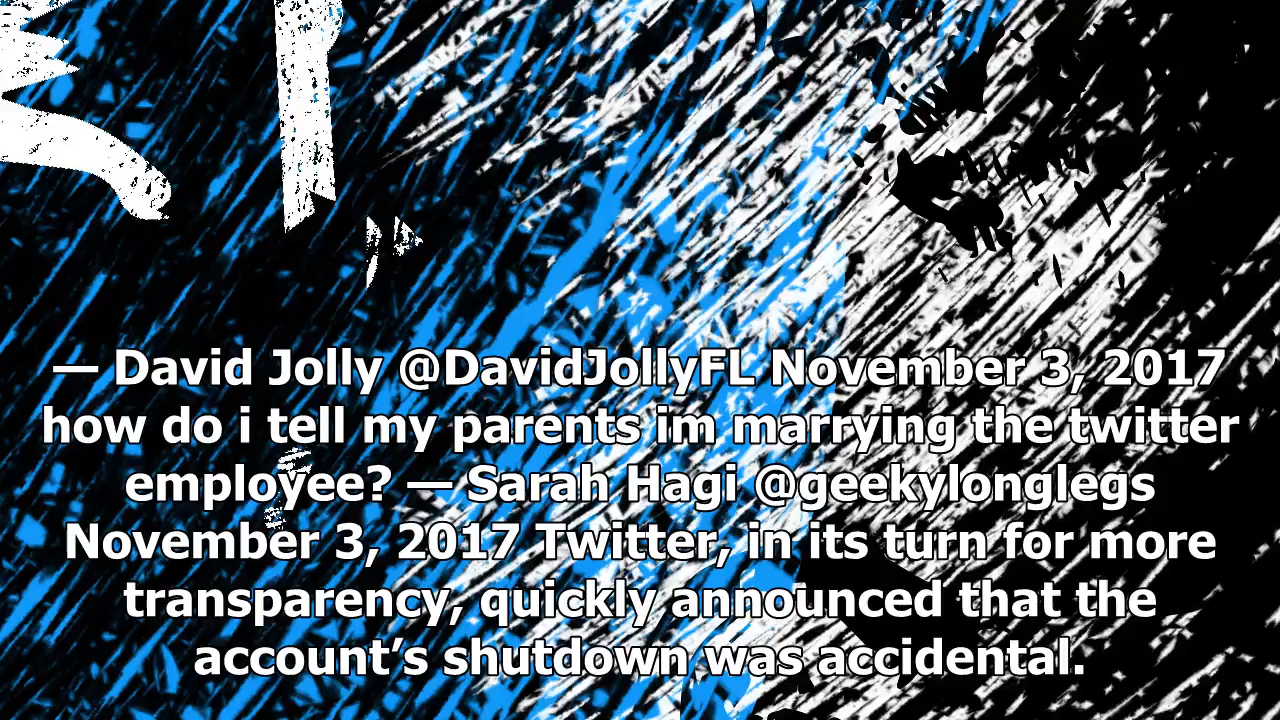 — David Jolly @DavidJollyFL November 3, 2017
how do i tell my parents im marrying the twitter
employee? — Sarah Hagi @geekylonglegs
November 3, 2017 Twitter, in its turn for more
transparency, quickly announced that the
account’s shutdown was accidental.